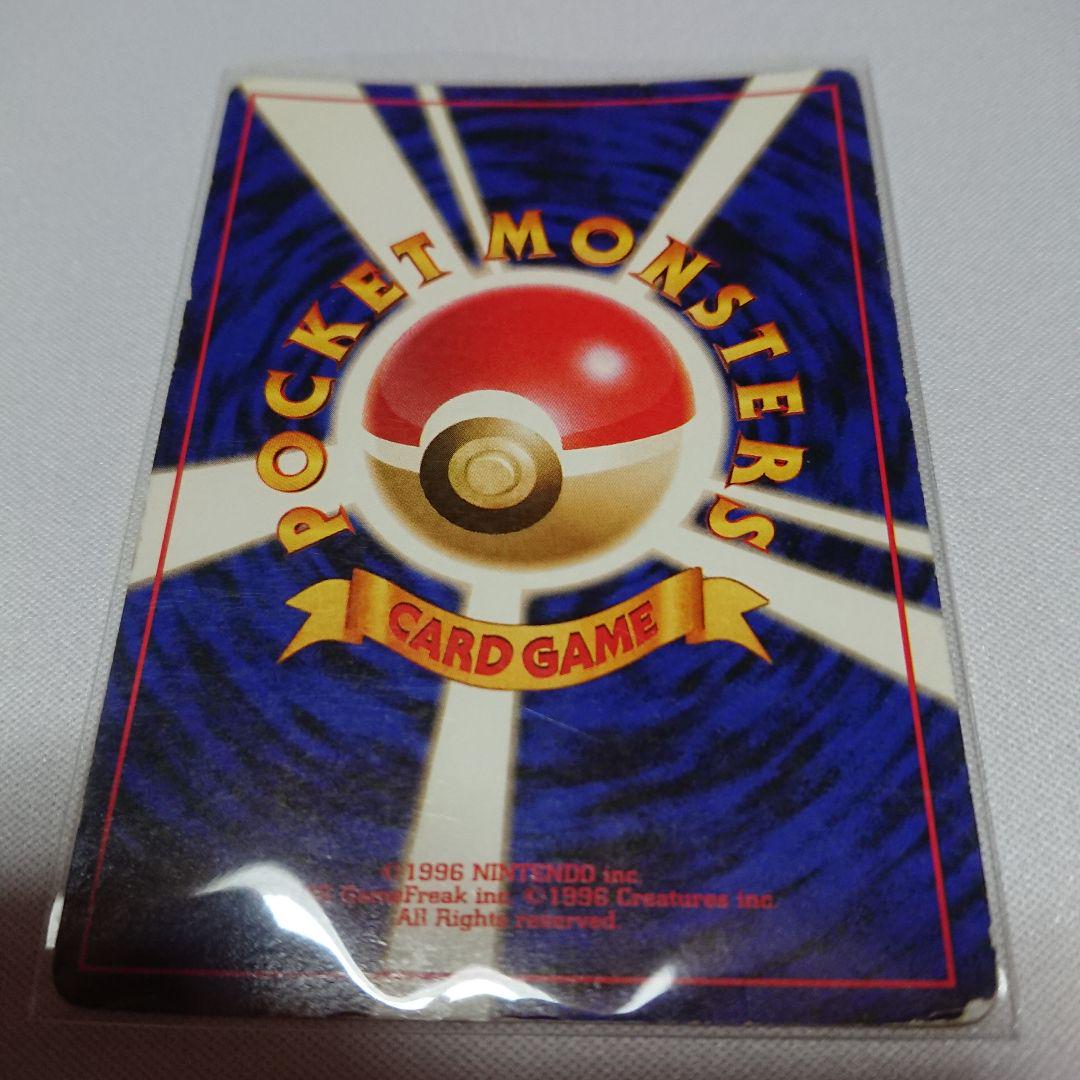 POCKET MONSTERS
CARD GAME
©1996 NINTENDO inc.
GameFreak inc. ©1996 Creatures inc.
All Rights reserved.